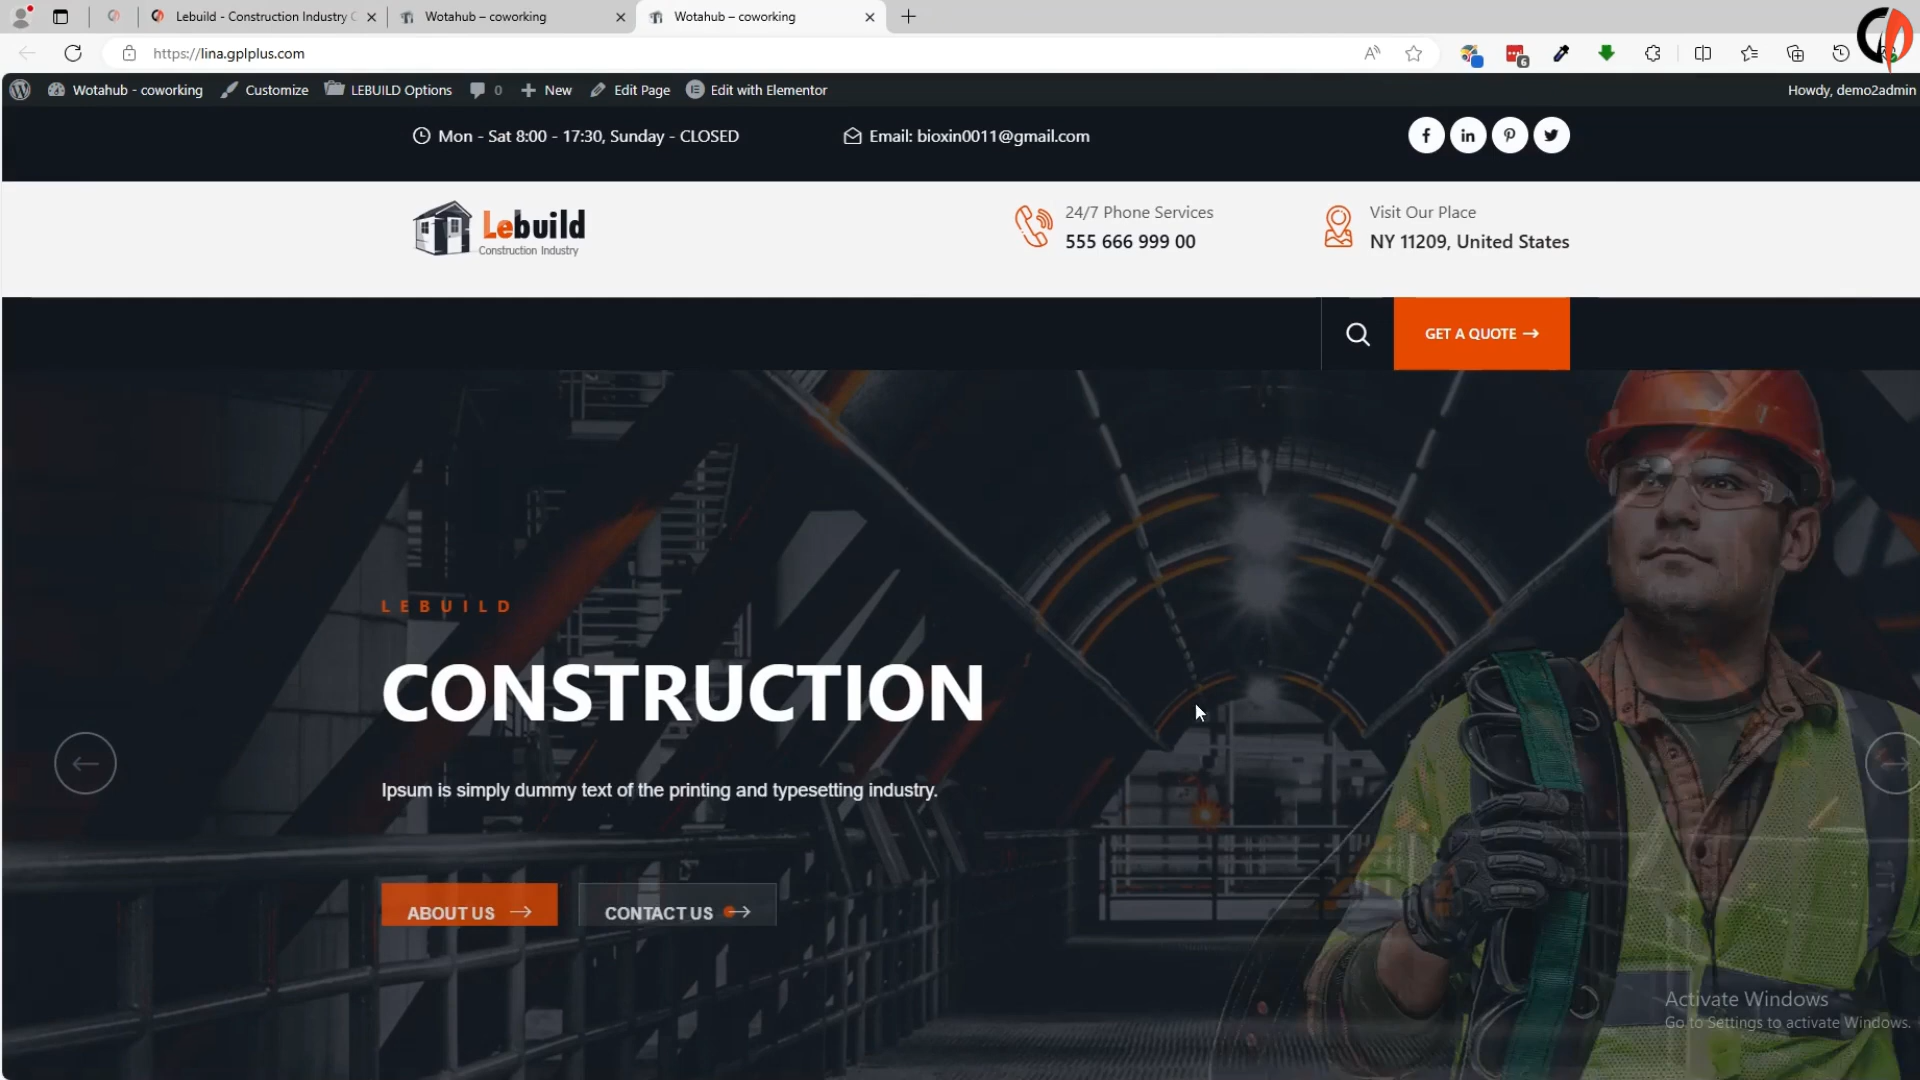 Lebuild - Construction Industry
Wotahub – coworking
Wotahub – coworking
https://lina.gplplus.com
6
Wotahub - coworking
Customize
LEBUILD Options
0
New
Edit Page
Edit with Elementor
Howdy, demo2admin
Mon - Sat 8:00 - 17:30, Sunday - CLOSED
Email: bioxin0011@gmail.com
Lebuild
Construction Industry
24/7 Phone Services
555 666 999 00
Visit Our Place
NY 11209, United States
GET A QUOTE
LEBUILD
CONSTRUCTION
Ipsum is simply dummy text of the printing and typesetting industry.
ABOUT US
CONTACT US
Activate Windows
Go to Settings to activate Windows.